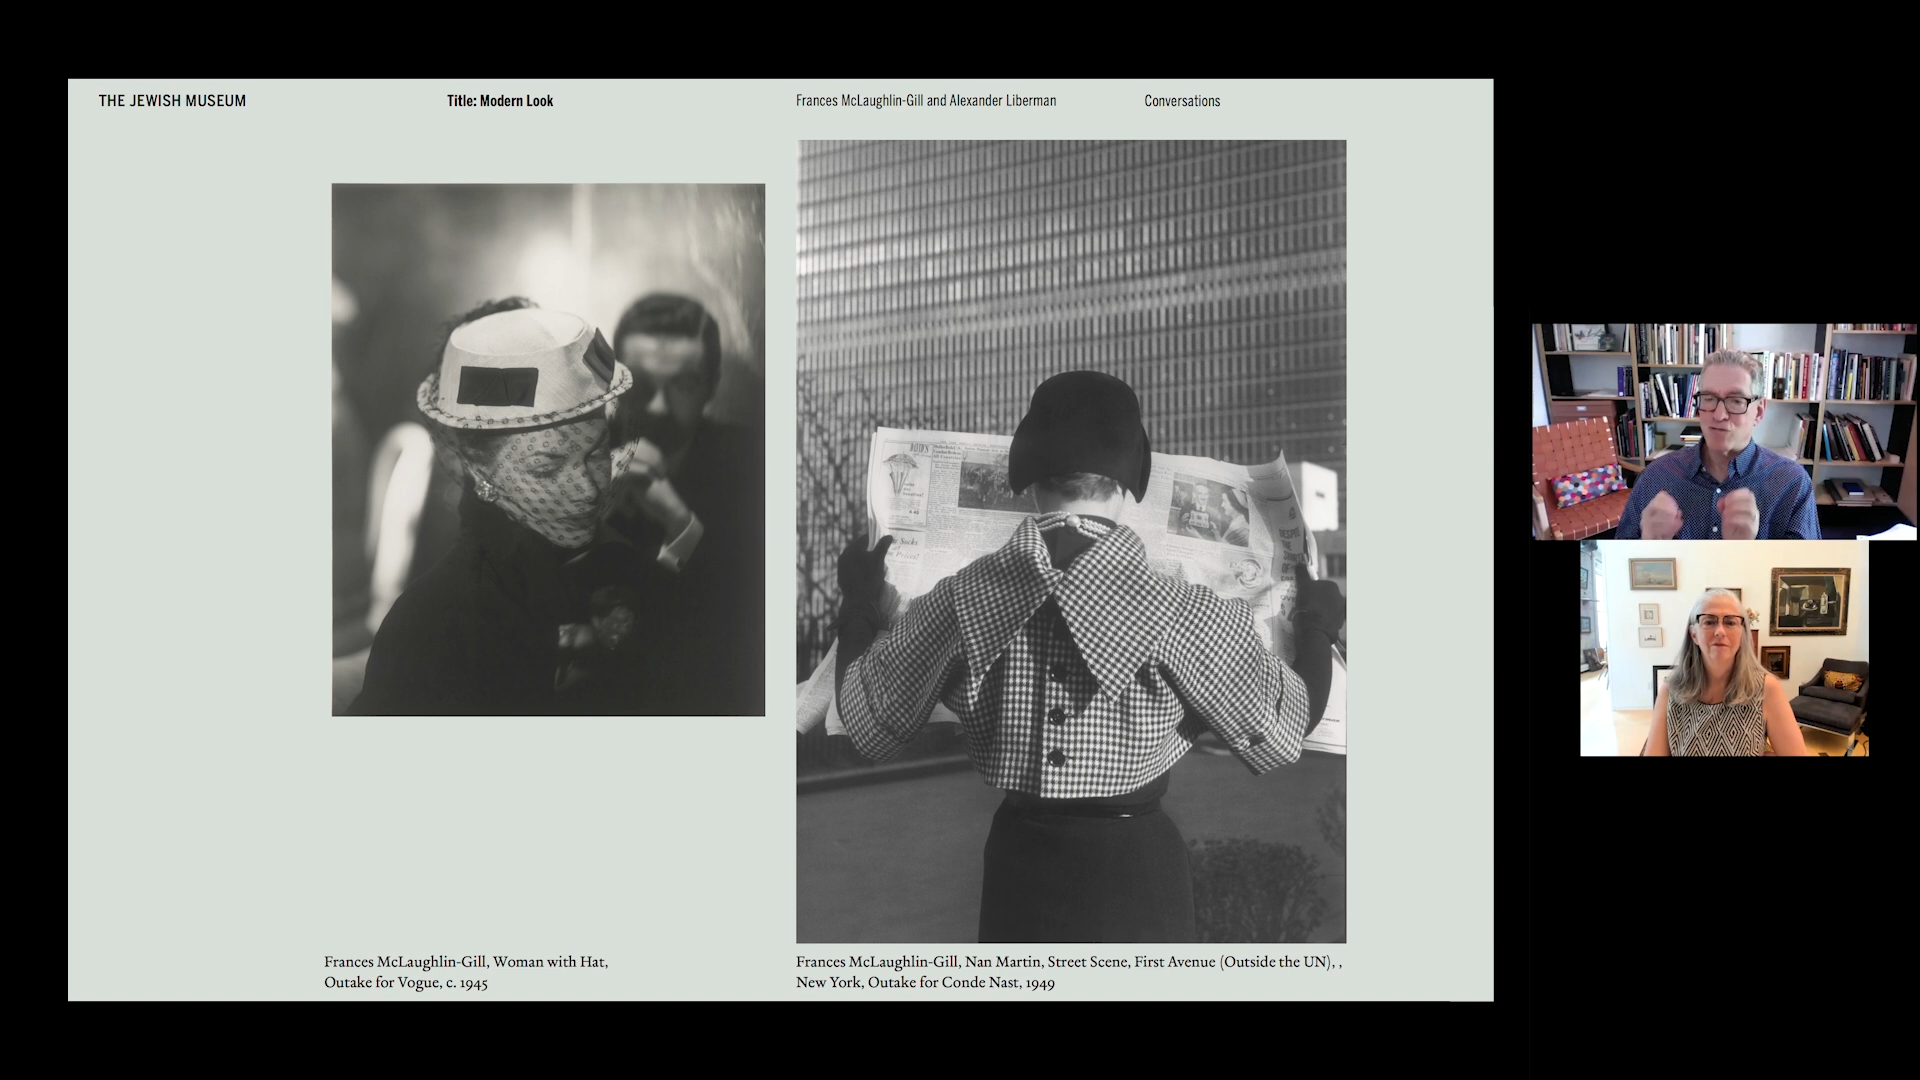 THE JEWISH MUSEUM
Title: Modern Look
Frances McLaughlin-Gill and Alexander Liberman
Conversations
Frances McLaughlin-Gill, Woman with Hat,
Outake for Vogue, c. 1945
Frances McLaughlin-Gill, Nan Martin, Street Scene, First Avenue (Outside the UN), ,
New York, Outake for Conde Nast, 1949